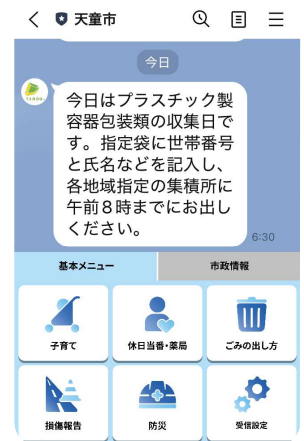 天童市
今日
今日はプラスチック製
容器包装類の収集日で
す。指定袋に世帯番号
と氏名などを記入し、
各地域指定の集積所に
午前8時までにお出し
ください。
6:30
基本メニュー
市政情報
子育て
休日当番・薬局
ごみの出し方
損傷報告
防災
受信設定